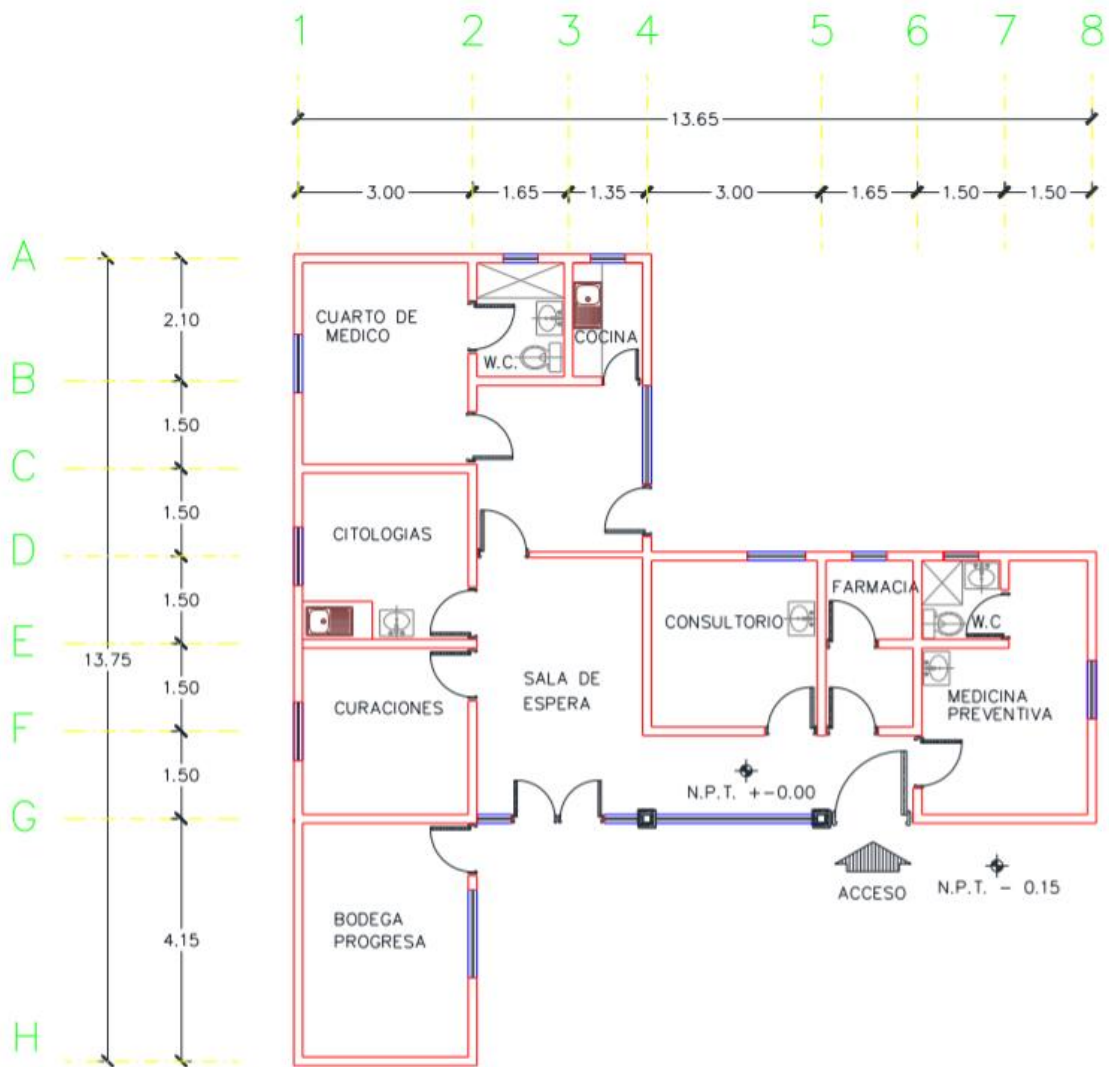 1 2 3 4 5 6 7 8
13.65
3.00 1.65 1.35 3.00 1.65 1.50 1.50
A
2.10
CUARTO DE
MEDICO
COCINA
W.C.
B
1.50
C
1.50
CITOLOGIAS
D
1.50
FARMACIA
CONSULTORIO
W.C
E
13.75
1.50
SALA DE
ESPERA
CURACIONES
MEDICINA
PREVENTIVA
F
1.50
N.P.T. +-0.00
G
ACCESO
N.P.T. - 0.15
BODEGA
PROGRESA
4.15
H